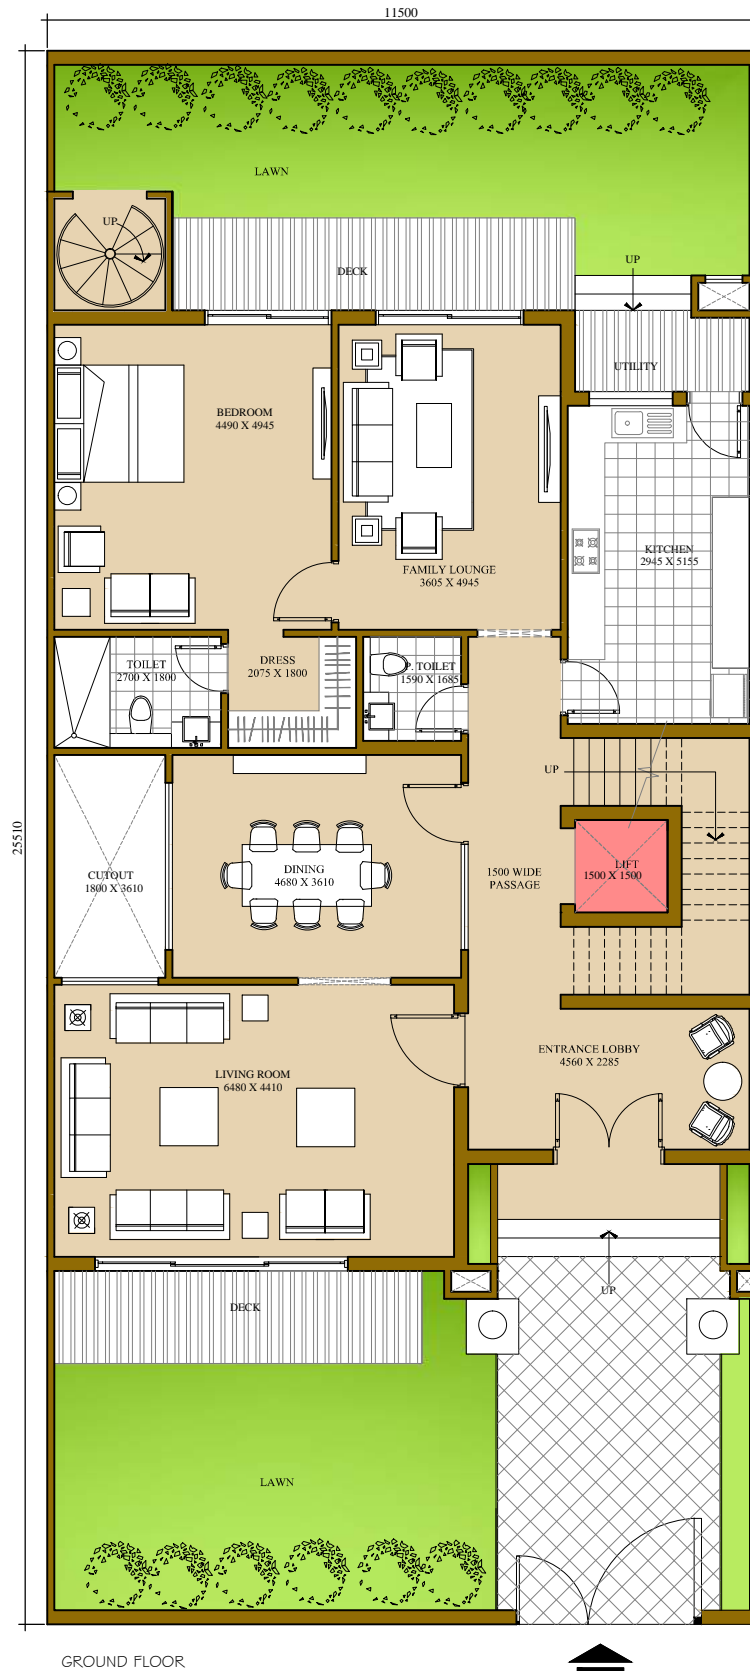 11500
LAWN
UP
DECK
UP
UTILITY
BEDROOM
4490 X 4945
KITCHEN
2945 X 5155
FAMILY LOUNGE
3605 X 4945
TOILET
2700 X 1800
DRESS
2075 X 1800
P. TOILET
1590 X 1685
UP
25510
CUTOUT
1800 X 3610
DINING
4680 X 3610
1500 WIDE
PASSAGE
LIFT
1500 X 1500
ENTRANCE LOBBY
4560 X 2285
LIVING ROOM
6480 X 4410
UP
DECK
LAWN
GROUND FLOOR